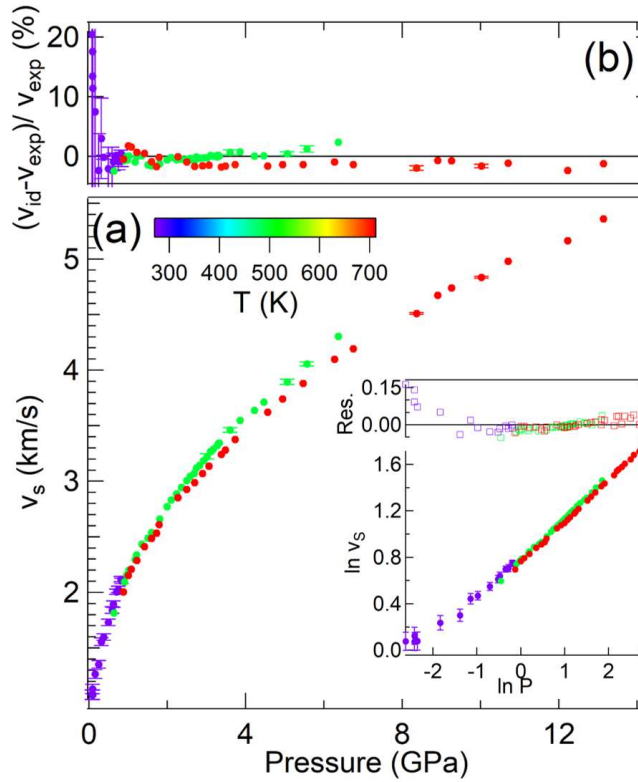 (b)
(v_id-v_exp)/ v_exp (%)
20
10
0
(a)
300 400 500 600 700
T (K)
v_s (km/s)
5
4
3
2
Res.
0.15
0.00
ln v_S
1.6
1.2
0.8
0.4
0.0
-2 -1 0 1 2
ln P
0 4 8 12
Pressure (GPa)